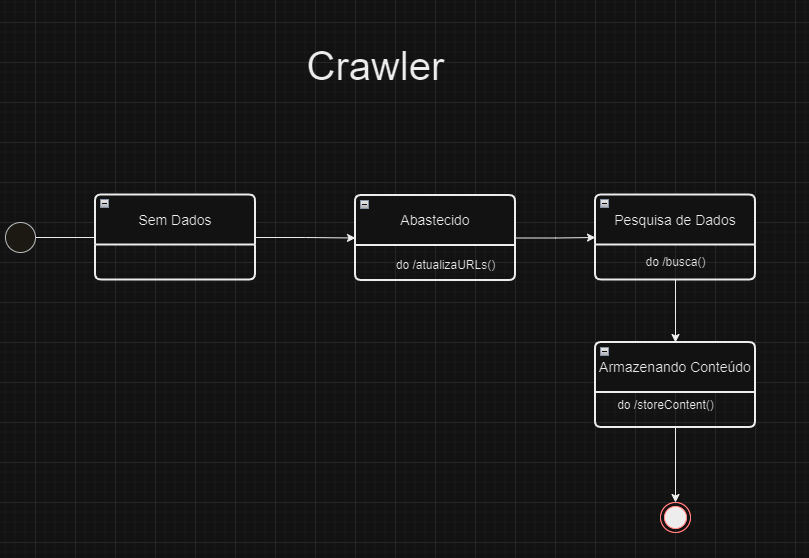 Crawler
Sem Dados
Abastecido
do /atualizaURLs()
Pesquisa de Dados
do /busca()
Armazenando Conteúdo
do /storeContent()